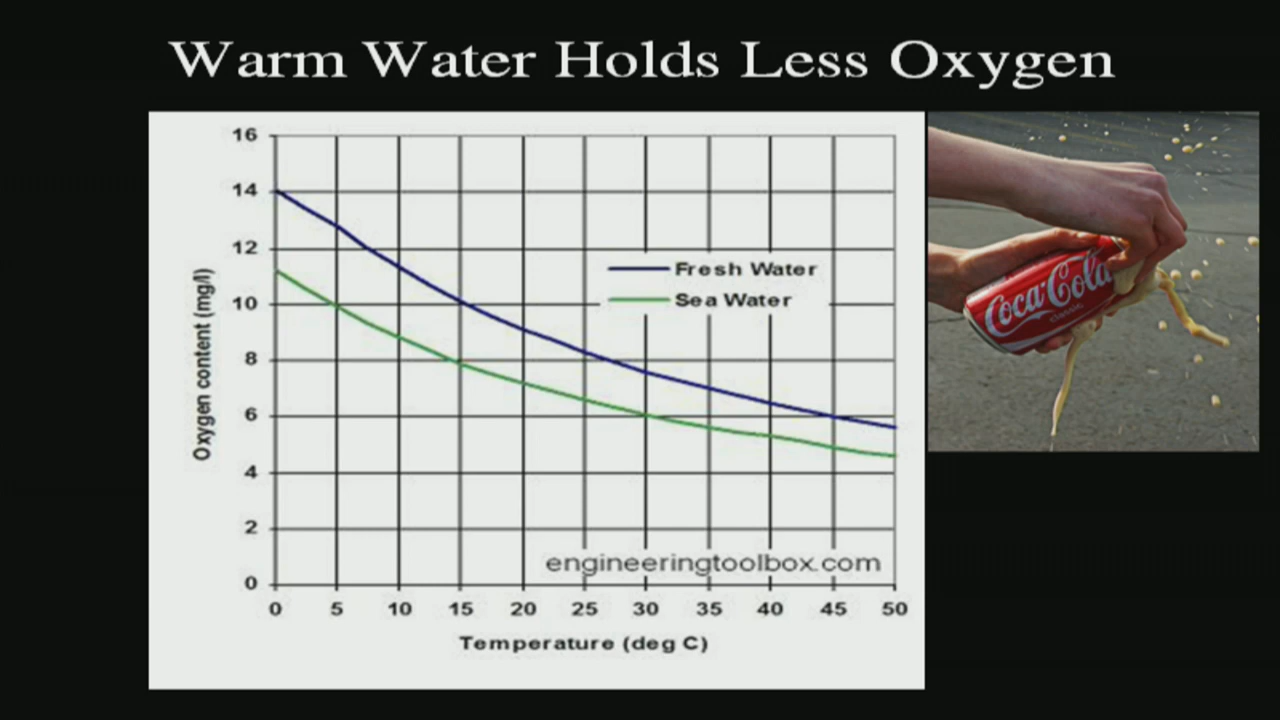 Warm Water Holds Less Oxygen
16
14
12
10
8
6
4
2
0
Oxygen content (mg/l)
Fresh Water
Sea Water
engineeringtoolbox.com
0 5 10 15 20 25 30 35 40 45 50
Temperature (deg C)
Coca-Cola
classic